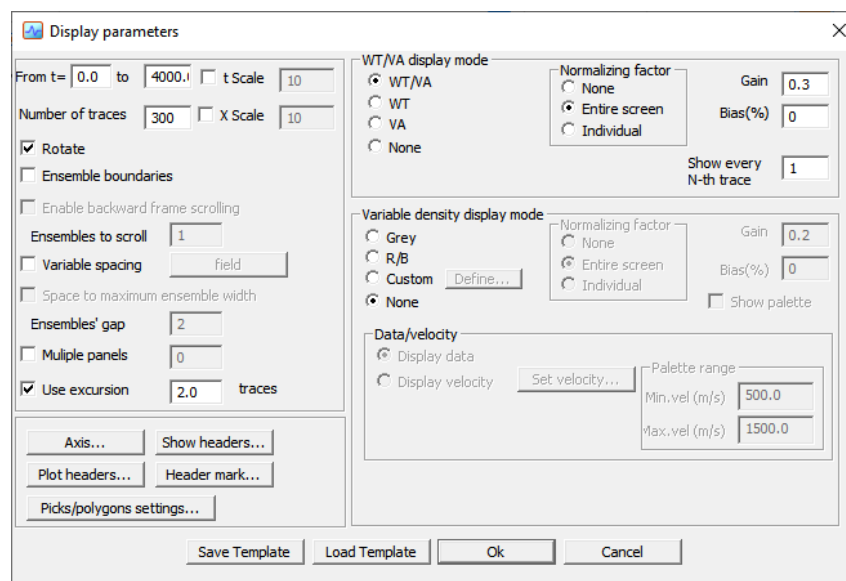 Display parameters
From t= 0.0 to 4000.( t Scale 10
Number of traces 300 X Scale 10
Rotate
Ensemble boundaries
Enable backward frame scrolling
Ensembles to scroll 1
Variable spacing field
Space to maximum ensemble width
Ensembles' gap 2
Muliple panels 0
Use excursion 2.0 traces
Axis... Show headers...
Plot headers... Header mark...
Picks/polygons settings...
WT/VA display mode
WT/VA
WT
VA
None
Normalizing factor
None
Entire screen
Individual
Gain 0.3
Bias(%) 0
Show every
N-th trace 1
Variable density display mode
Grey
R/B
Custom Define...
None
Normalizing factor
None
Entire screen
Individual
Gain 0.2
Bias(%) 0
Show palette
Data/velocity
Display data
Display velocity Set velocity...
Palette range
Min.vel (m/s) 500.0
Max.vel (m/s) 1500.0
Save Template Load Template Ok Cancel